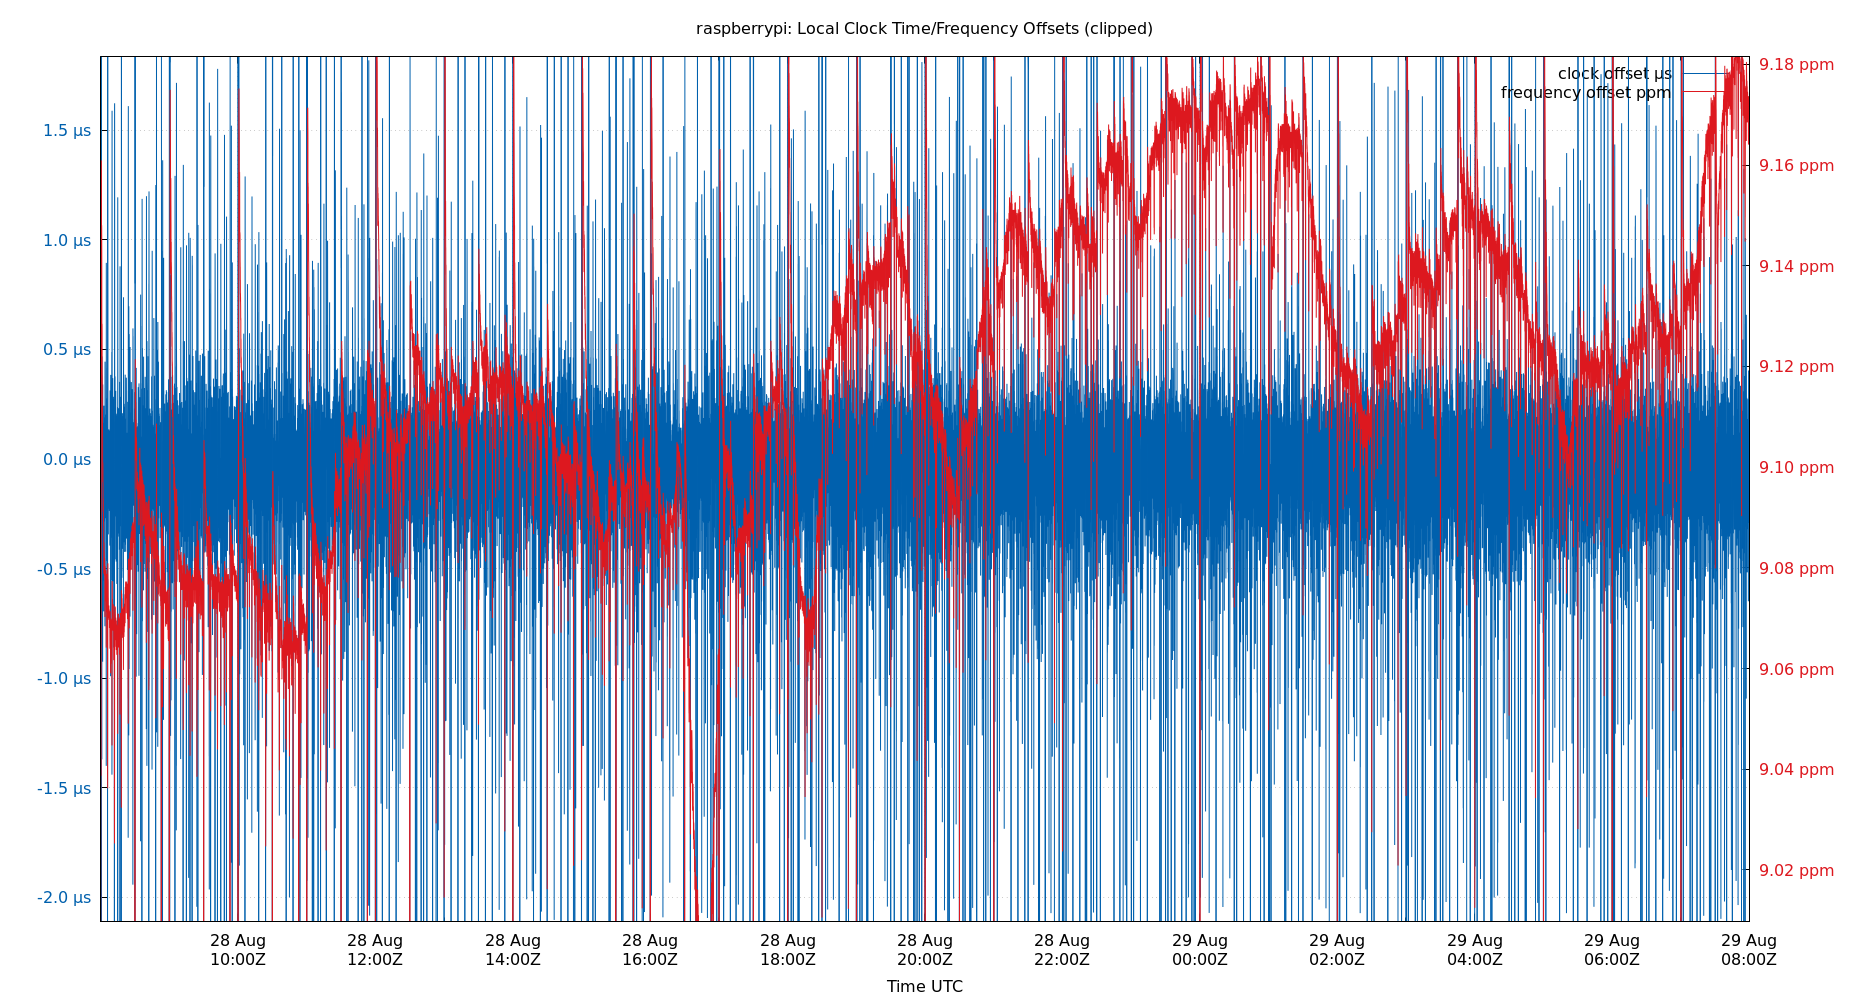 raspberrypi: Local Clock Time/Frequency Offsets (clipped)
clock offset µs
frequency offset ppm
1.5 µs
1.0 µs
0.5 µs
0.0 µs
-0.5 µs
-1.0 µs
-1.5 µs
-2.0 µs
9.18 ppm
9.16 ppm
9.14 ppm
9.12 ppm
9.10 ppm
9.08 ppm
9.06 ppm
9.04 ppm
9.02 ppm
28 Aug 28 Aug 28 Aug 28 Aug 28 Aug 28 Aug 28 Aug 29 Aug 29 Aug 29 Aug 29 Aug 29 Aug
10:00Z 12:00Z 14:00Z 16:00Z 18:00Z 20:00Z 22:00Z 00:00Z 02:00Z 04:00Z 06:00Z 08:00Z
Time UTC